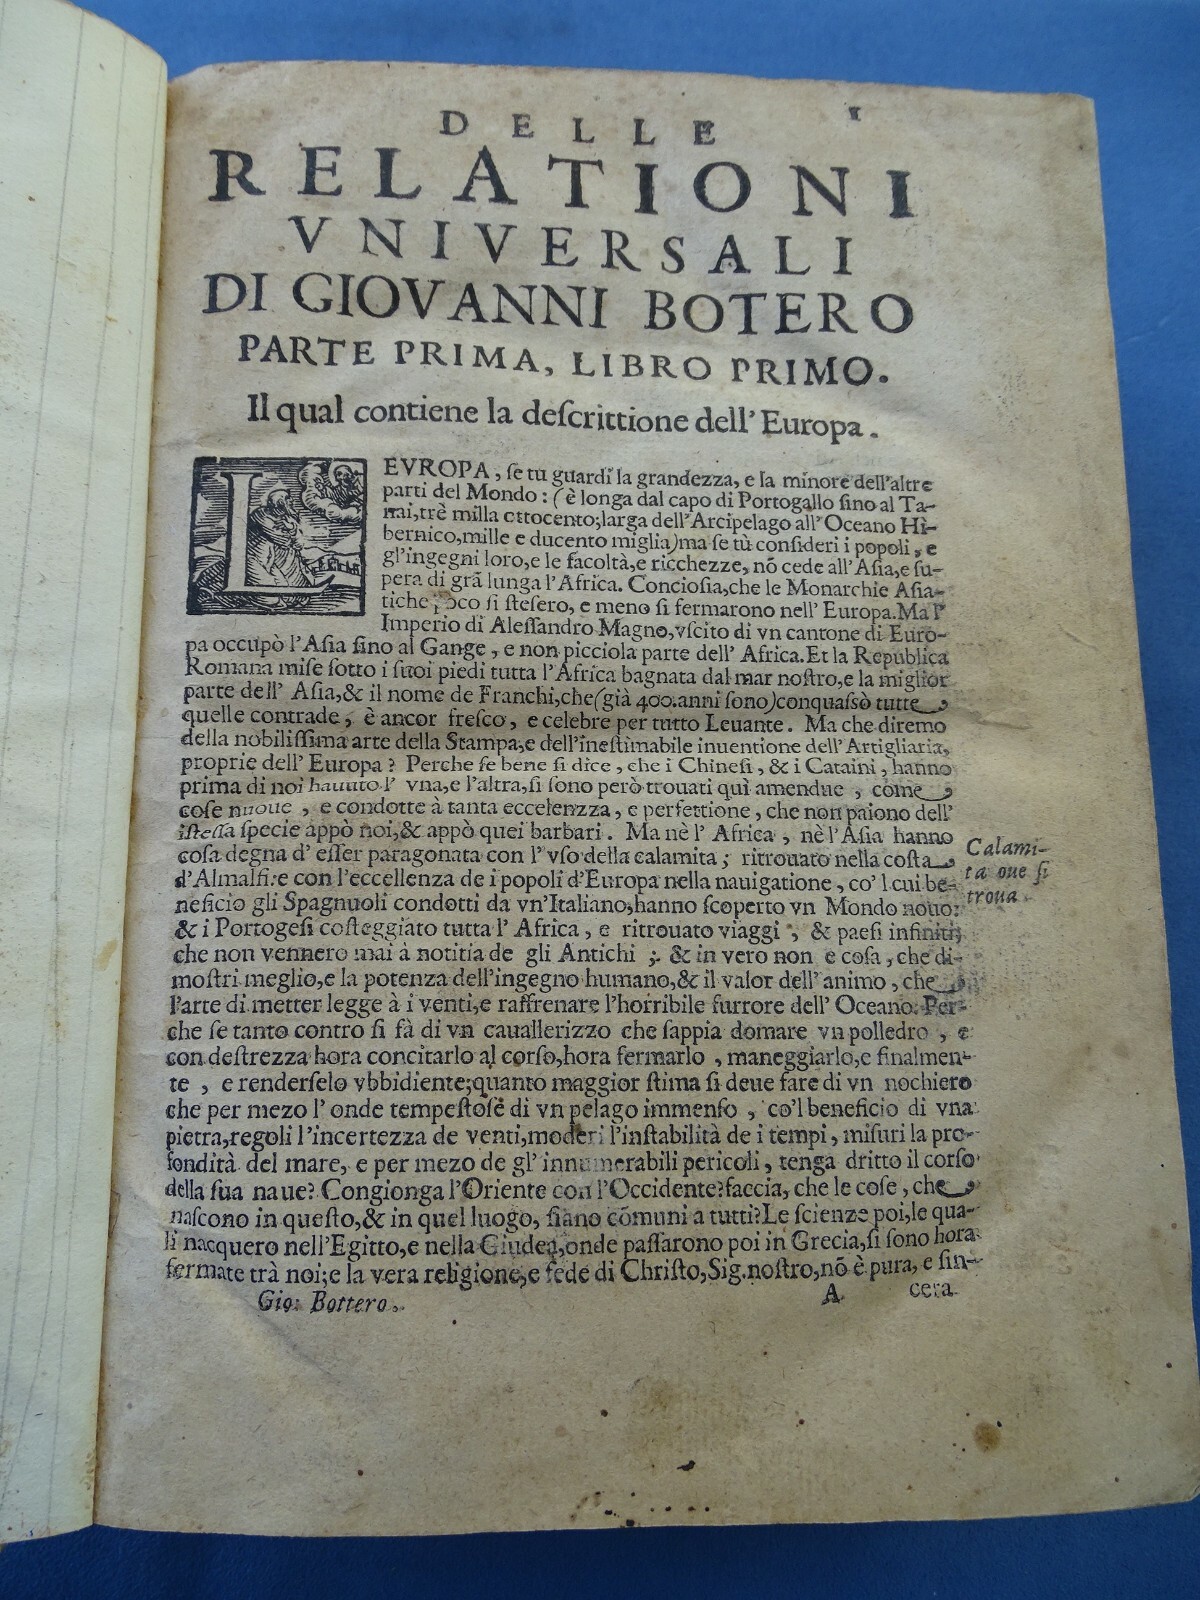 I
DELLE
RELATIONI
VNIVERSALI
DI GIOVANNI BOTERO
PARTE PRIMA, LIBRO PRIMO.
Il qual contiene la deſcrittione dell' Europa.
LEVROPA, ſe tu guardi la grandezza, e la minore dell'altre
parti del Mondo: (è longa dal capo di Portogallo ſino al Ta-
nai,trè milla ottocento;larga dell'Arcipelago all'Oceano Hi-
bernico,mille e ducento miglia)ma ſe tù conſideri i popoli, e
gl'ingegni loro,e le facoltà,e ricchezze, nō cede all'Aſia,e ſu-
pera di grā lunga l'Africa. Concioſia,che le Monarchie Aſia-
tiche poco ſi ſteſero, e meno ſi fermarono nell' Europa.Ma l'
Imperio di Aleſſandro Magno,vſcito di vn cantone di Euro-
pa occupò l'Aſia ſino al Gange, e non picciola parte dell' Africa.Et la Republica
Romana miſe ſotto i ſuoi piedi tutta l'Africa bagnata dal mar noſtro,e la miglior
parte dell' Aſia,& il nome de Franchi,che(già 400.anni ſono)conquaſsò tutte
quelle contrade, è ancor freſco, e celebre per tutto Leuante. Ma che diremo
della nobiliſſima arte della Stampa,e dell'ineſtimabile inuentione dell'Artigliaria,
proprie dell' Europa? Perche ſe bene ſi dice, che i Chineſi, & i Cataini, hanno
prima di noi hauuto l' vna,e l'altra,ſi ſono però trouati quì amendue, come
coſe nuoue, e condotte à tanta eccelenzza, e perfettione, che non paiono dell'
iſteſſa ſpecie appò noi,& appò quei barbari. Ma nè l' Africa, nè l'Aſia hanno
coſa degna d' eſſer paragonata con l' vſo della calamita; ritrouato nella coſta
d'Almalfi:e con l'eccellenza de i popoli d'Europa nella nauigatione, co' l cui be-
neficio gli Spagnuoli condotti da vn'Italiano,hanno ſcoperto vn Mondo nouo:
& i Portogeſi coſteggiato tutta l' Africa, e ritrouato viaggi, & paeſi infiniti,
che non vennero mai à notitia de gli Antichi; & in vero non e coſa, che di-
moſtri meglio,e la potenza dell'ingegno humano,& il valor dell' animo, che
l'arte di metter legge à i venti,e raffrenare l'horribile furrore dell' Oceano. Per-
che ſe tanto contro ſi fà di vn cauallerizzo che ſappia domare vn polledro, e
con deſtrezza hora concitarlo al corſo,hora fermarlo, maneggiarlo,e finalmen-
te, e renderſelo vbbidiente;quanto maggior ſtima ſi deue fare di vn nochiero
che per mezo l' onde tempeſtoſe di vn pelago immenſo, co'l beneficio di vna
pietra,regoli l'incertezza de venti,moderi l'inſtabilità de i tempi, miſuri la pro-
fondità del mare, e per mezo de gl' innumerabili pericoli, tenga dritto il corſo
della ſua naue? Congionga l'Oriente con l'Occidente?faccia, che le coſe, che
naſcono in queſto,& in quel luogo, ſiano cōmuni a tutti?Le ſcienze poi,le qua-
li nacquero nell'Egitto,e nella Giudea,onde paſſarono poi in Grecia,ſi ſono hora
fermate trà noi;e la vera religione,e fede di Chriſto,Sig.noſtro,nō è pura, e ſin-
Gio: Bottero. A cera
Calami-
ta oue ſi
troua